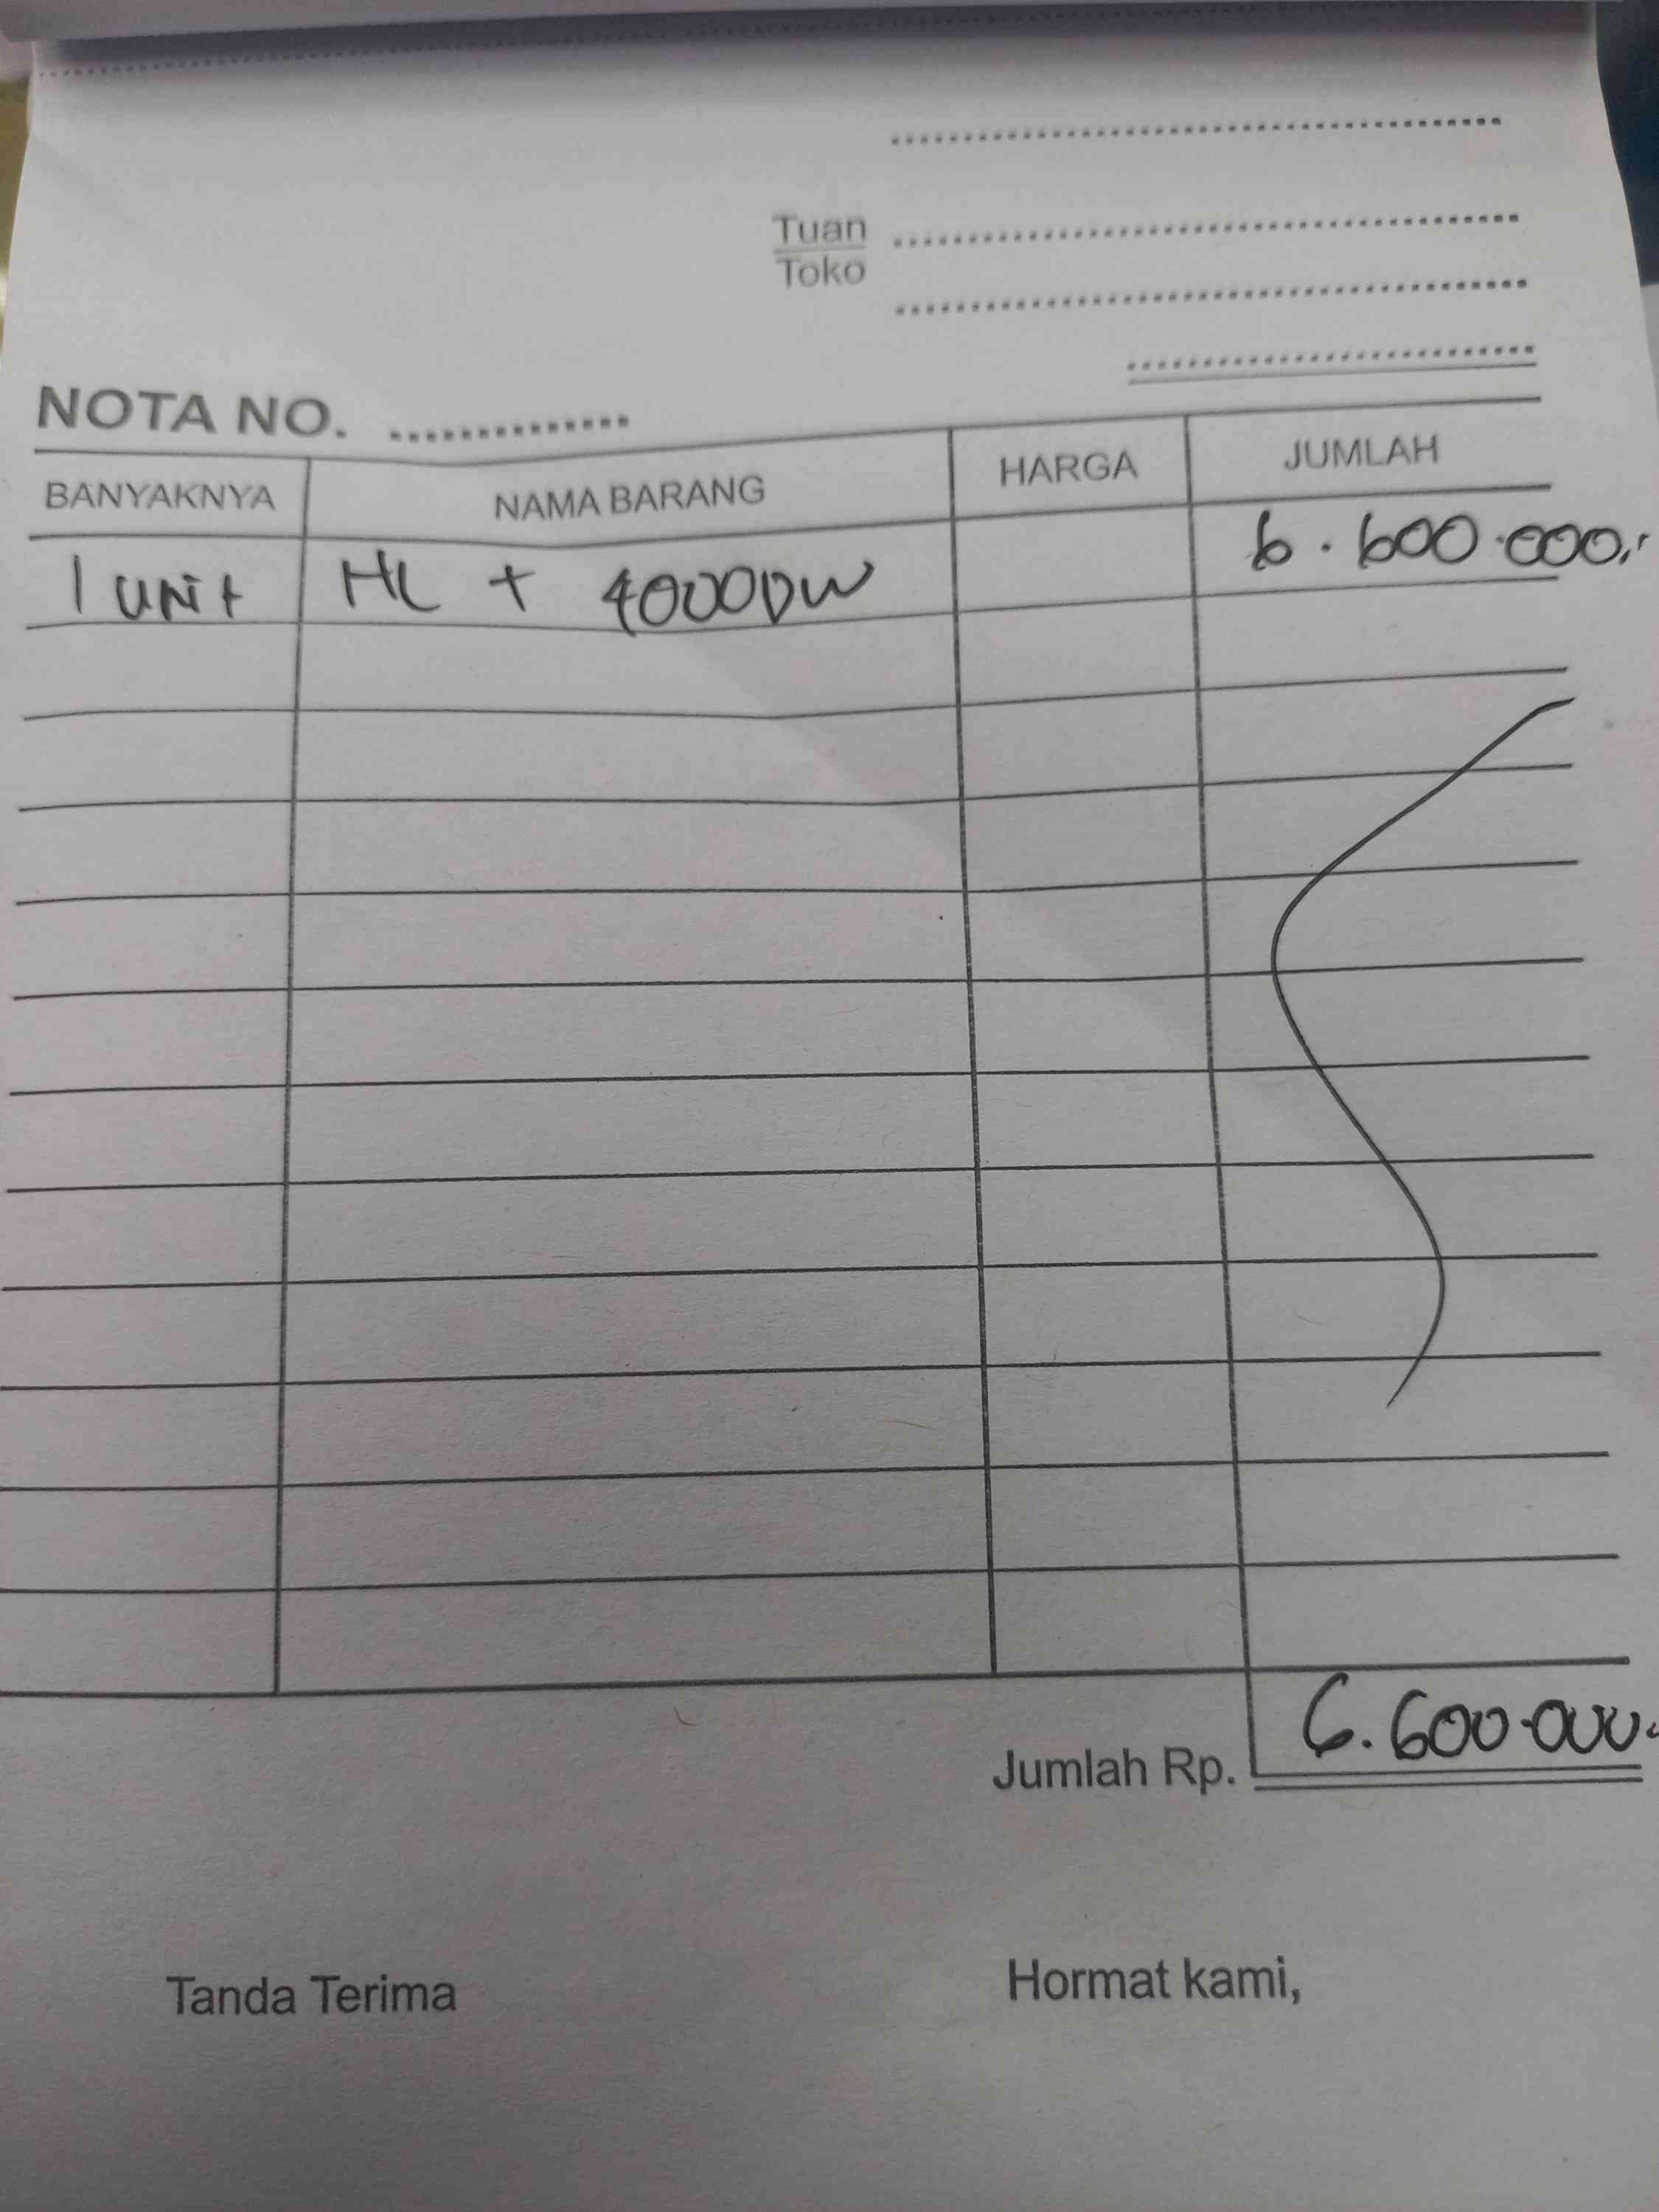 Tuan
Toko
NOTA NO. ..............
BANYAKNYA NAMA BARANG HARGA JUMLAH
1 UNit HL + 4000DW 6.600.000,-
Jumlah Rp. 6.600.000,-
Tanda Terima Hormat kami,